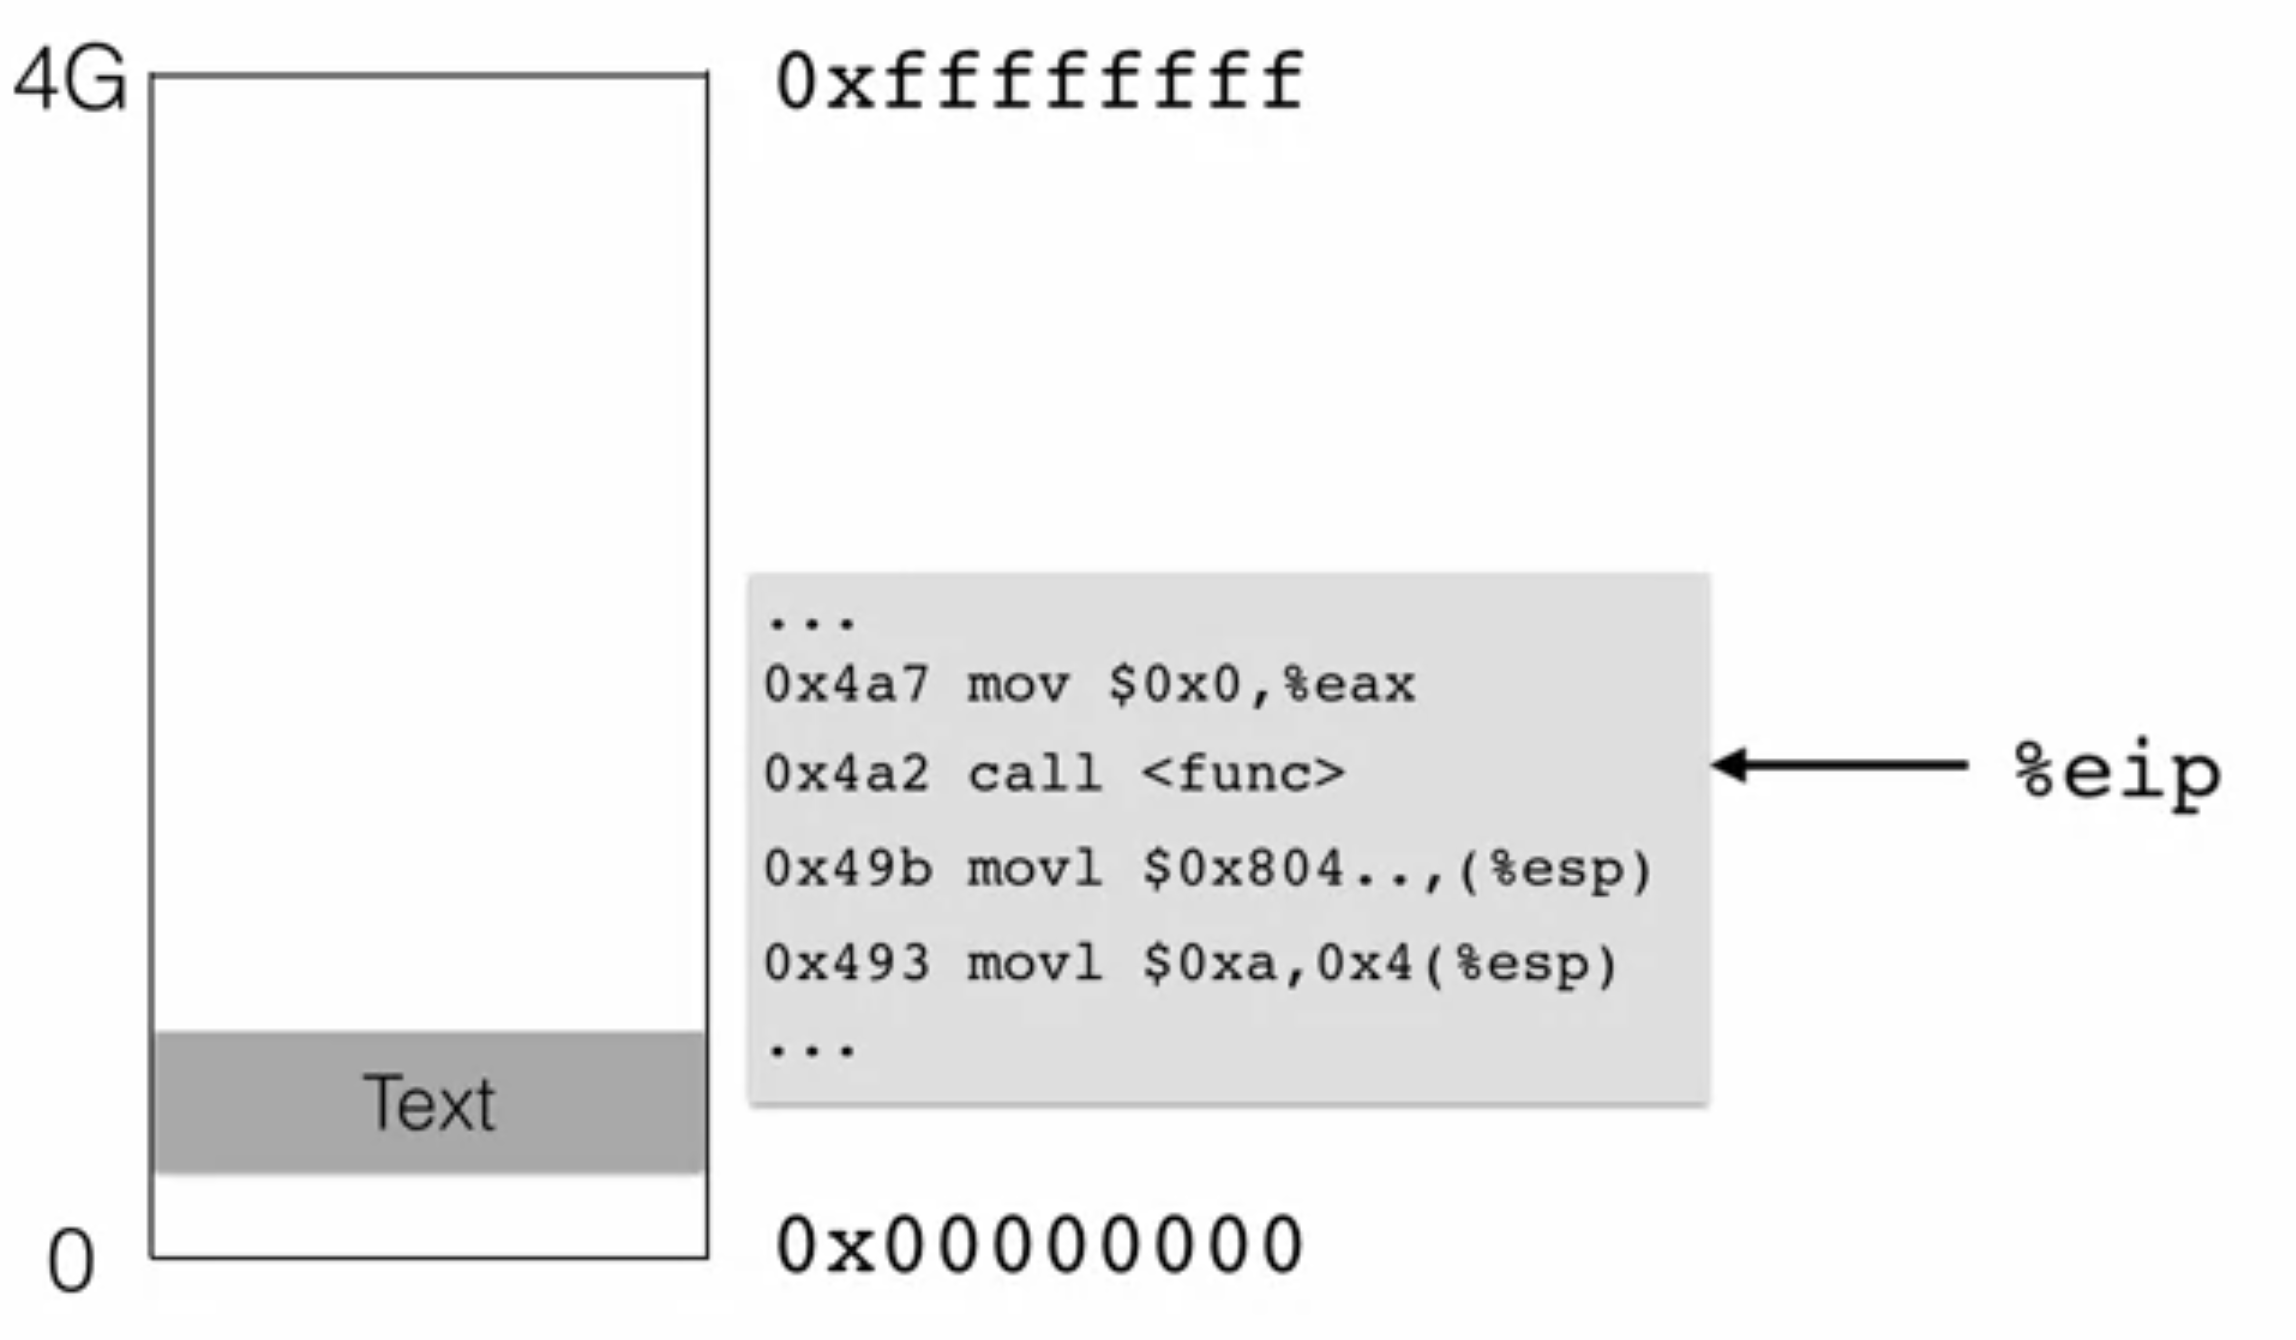 4G
0xffffffff
...
0x4a7 mov $0x0,%eax
0x4a2 call <func>
%eip
0x49b movl $0x804..,(%esp)
0x493 movl $0xa,0x4(%esp)
...
Text
0
0x00000000